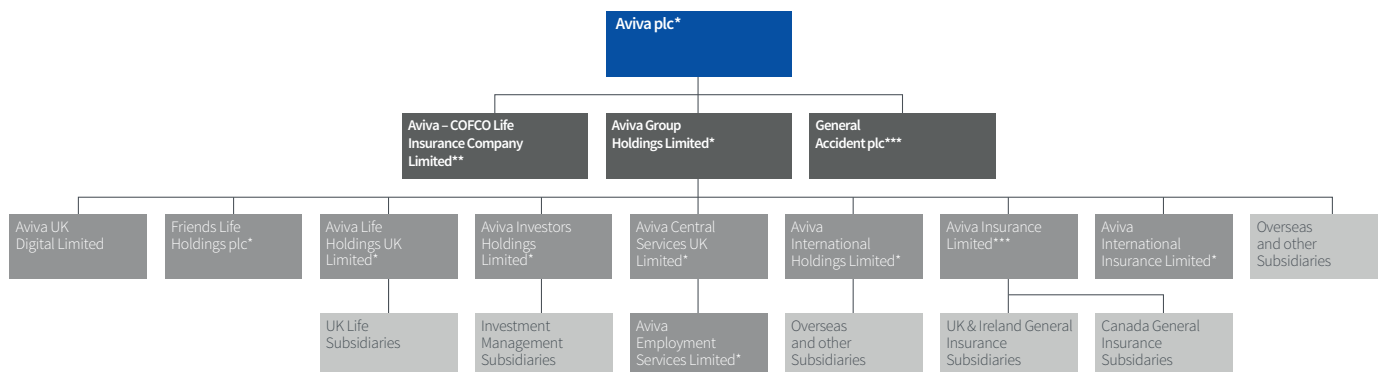 Aviva plc*
Aviva – COFCO Life
Insurance Company
Limited**
Aviva Group
Holdings Limited*
General
Accident plc***
Aviva UK
Digital Limited
Friends Life
Holdings plc*
Aviva Life
Holdings UK
Limited*
Aviva Investors
Holdings
Limited*
Aviva Central
Services UK
Limited*
Aviva
International
Holdings Limited*
Aviva Insurance
Limited***
Aviva
International
Insurance Limited*
Overseas
and other
Subsidiaries
UK Life
Subsidiaries
Investment
Management
Subsidiaries
Aviva
Employment
Services Limited*
Overseas
and other
Subsidiaries
UK & Ireland General
Insurance
Subsidiaries
Canada General
Insurance
Subsidaries